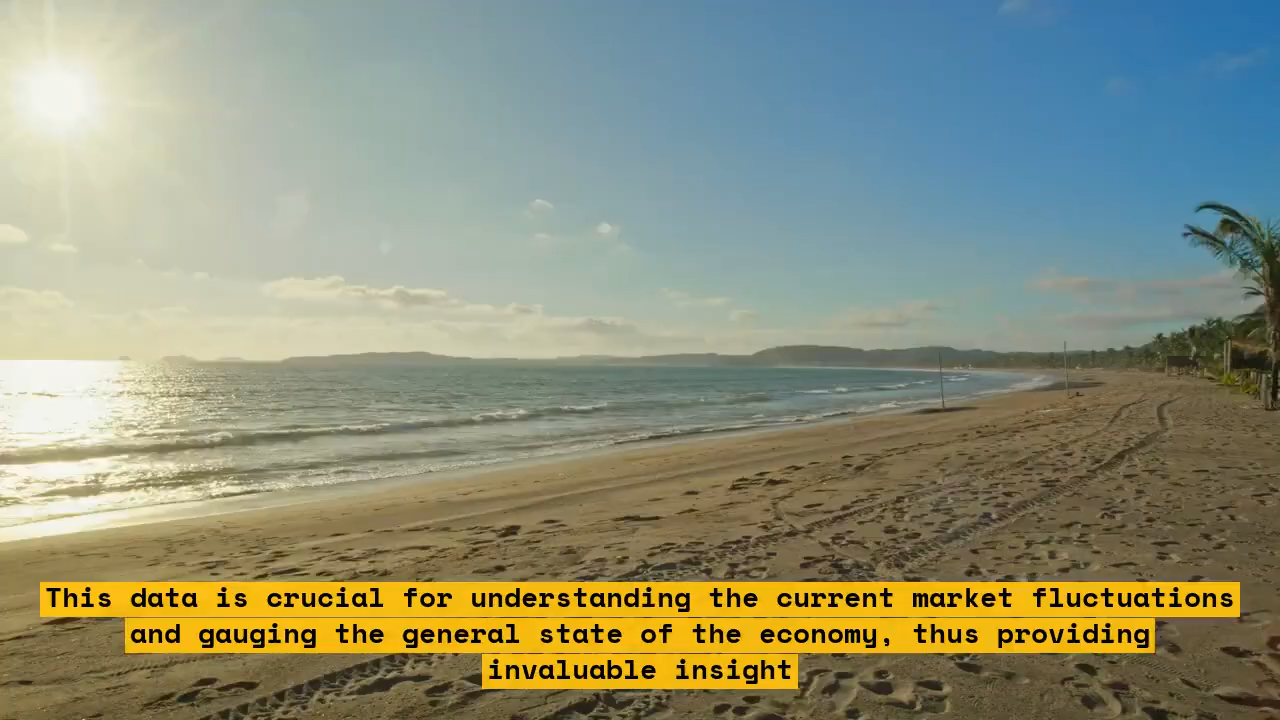 This data is crucial for understanding the current market fluctuations
and gauging the general state of the economy, thus providing
invaluable insight